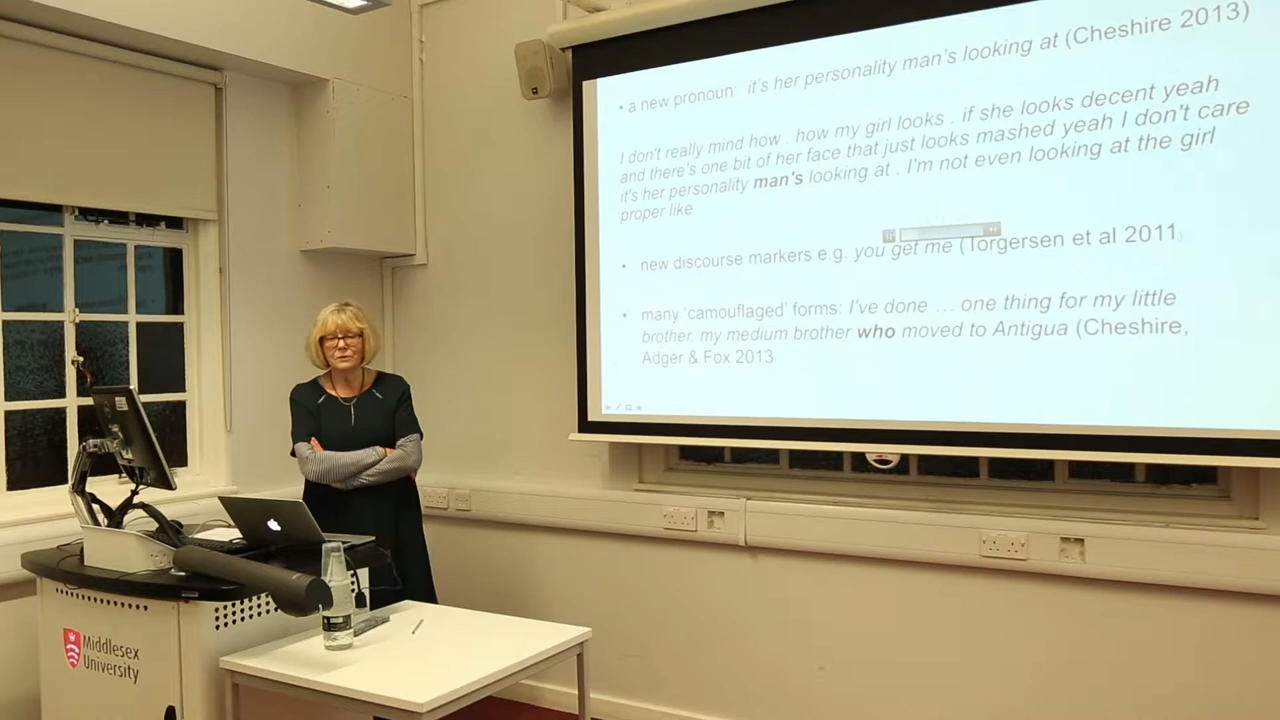 • a new pronoun: it's her personality man's looking at (Cheshire 2013)
I don't really mind how . how my girl looks . if she looks decent yeah
and there's one bit of her face that just looks mashed yeah I don't care
it's her personality man's looking at . I'm not even looking at the girl
proper like
• new discourse markers e.g. you get me (Torgersen et al 2011)
• many 'camouflaged' forms: I've done ... one thing for my little
brother. my medium brother who moved to Antigua (Cheshire,
Adger & Fox 2013
Middlesex
University